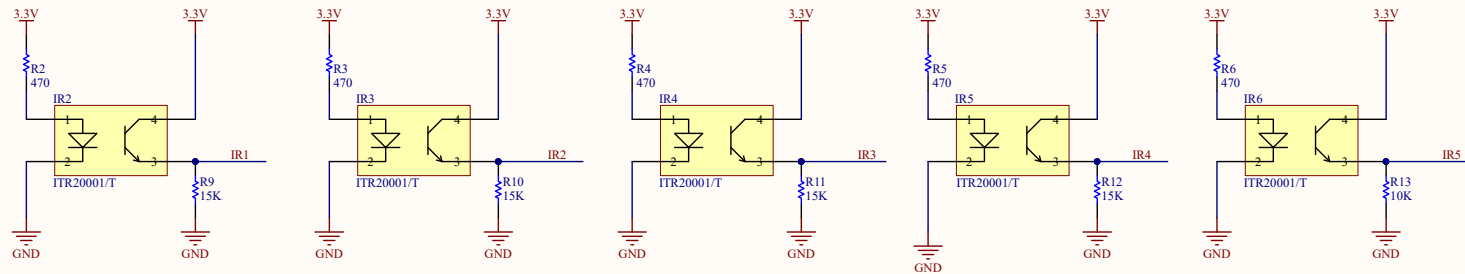 3.3V
3.3V
R2
470
IR2
1
4
2
3
IR1
ITR20001/T
R9
15K
GND
GND
3.3V
3.3V
R3
470
IR3
1
4
2
3
IR2
ITR20001/T
R10
15K
GND
GND
3.3V
3.3V
R4
470
IR4
1
4
2
3
IR3
ITR20001/T
R11
15K
GND
GND
3.3V
3.3V
R5
470
IR5
1
4
2
3
IR4
ITR20001/T
R12
15K
GND
GND
3.3V
3.3V
R6
470
IR6
1
4
2
3
IR5
ITR20001/T
R13
10K
GND
GND